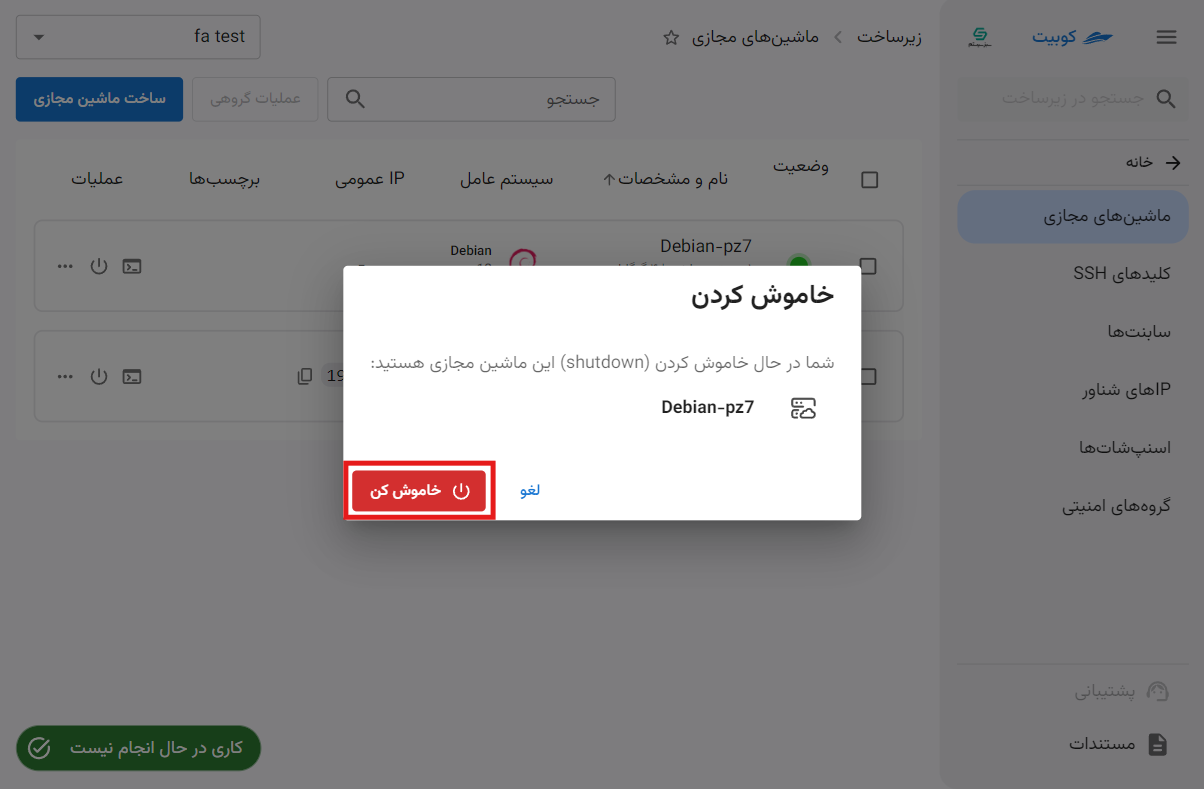 کوبیت
جستجو در زیرساخت
خانه
ماشین‌های مجازی
کلیدهای SSH
سابنت‌ها
IPهای شناور
اسنپ‌شات‌ها
گروه‌های امنیتی
پشتیبانی
مستندات
زیرساخت
ماشین‌های مجازی
fa test
جستجو
عملیات گروهی
ساخت ماشین مجازی
وضعیت
نام و مشخصات
سیستم عامل
IP عمومی
برچسب‌ها
عملیات
Debian-pz7
Debian
19
خاموش کردن
شما در حال خاموش کردن (shutdown) این ماشین مجازی هستید:
Debian-pz7
لغو
خاموش کن
کاری در حال انجام نیست